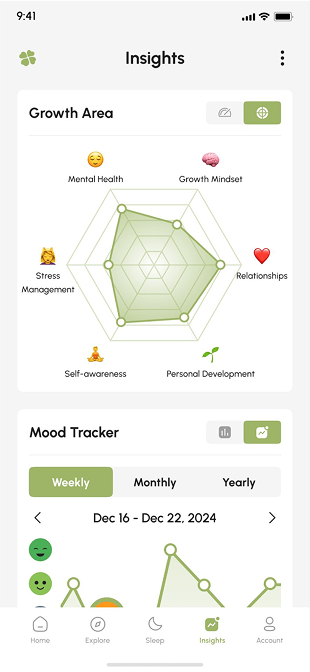 9:41
Insights
Growth Area
Mental Health
Growth Mindset
Stress
Management
Relationships
Self-awareness
Personal Development
Mood Tracker
Weekly Monthly Yearly
Dec 16 - Dec 22, 2024
Home Explore Sleep Insights Account